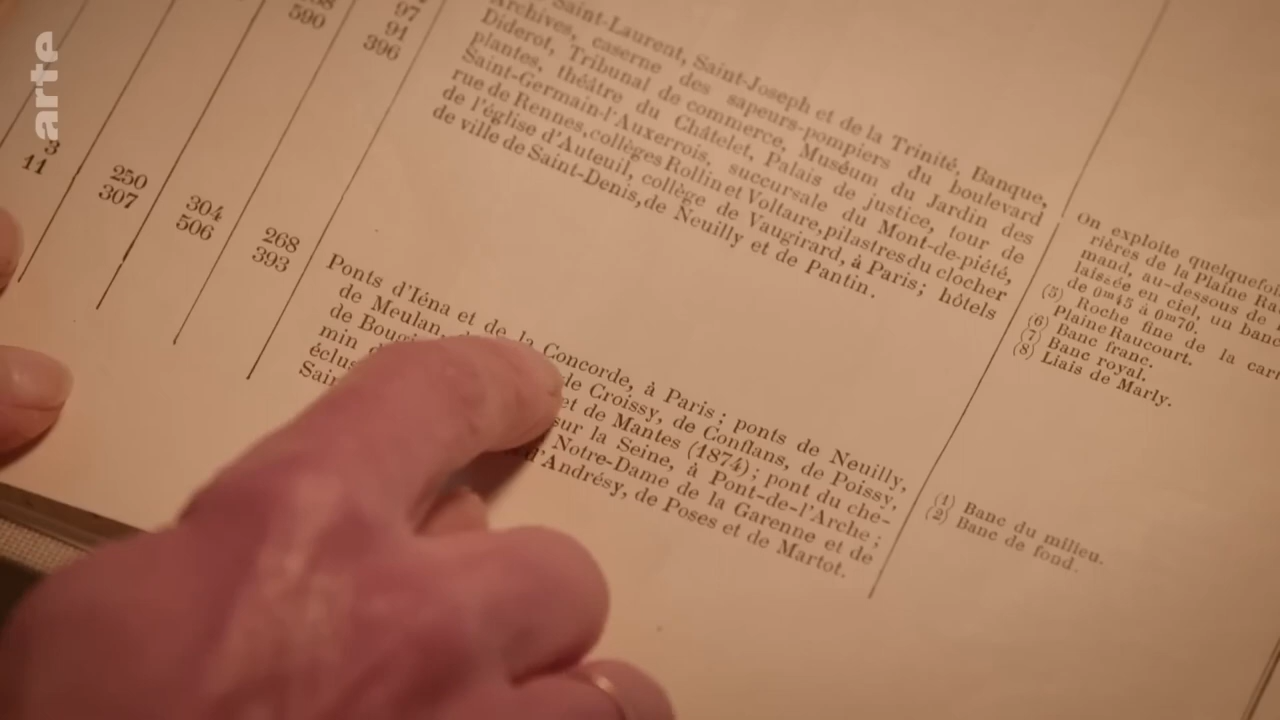 arte
590
97
91
396
Saint-Laurent, Saint-Joseph et de la Trinité, Banque,
Archives, caserne des sapeurs-pompiers du boulevard
Diderot, Tribunal de commerce, Muséum du Jardin des
plantes, théâtre du Châtelet, Palais de justice, tour de
Saint-Germain-l'Auxerrois, succursale du Mont-de-piété,
rue de Rennes, collèges Rollin et Voltaire, pilastres du clocher
de l'église d'Auteuil, collège de Vaugirard, à Paris; hôtels
de ville de Saint-Denis, de Neuilly et de Pantin.
3
11
250
307
304
506
268
393
Ponts d'Iéna et de la Concorde, à Paris; ponts de Neuilly,
de Meulan, de Croissy, de Conflans, de Poissy,
de et de Mantes (1874); pont du che-
min sur la Seine, à Pont-de-l'Arche;
Notre-Dame de la Garenne et de
d'Andrésy, de Poses et de Martot.
On exploite
rières de la Plaine
mand, au-dessous de
laissée en ciel, un banc
de 0m45 à 0m70.
(5) Roche fine de la
Plaine Raucourt.
(6) Banc franc.
(7) Banc royal.
(8) Liais de Marly.
(1) Banc du milieu.
(2) Banc de fond.